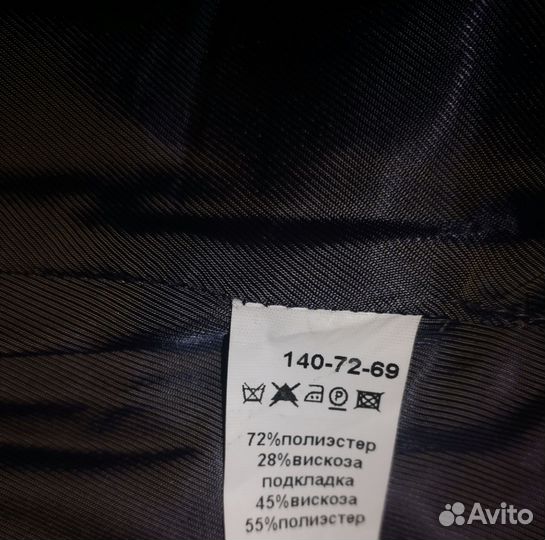 140-72-69
P
72%полиэстер
28%вискоза
подкладка
45%вискоза
55%полиэстер
Avito